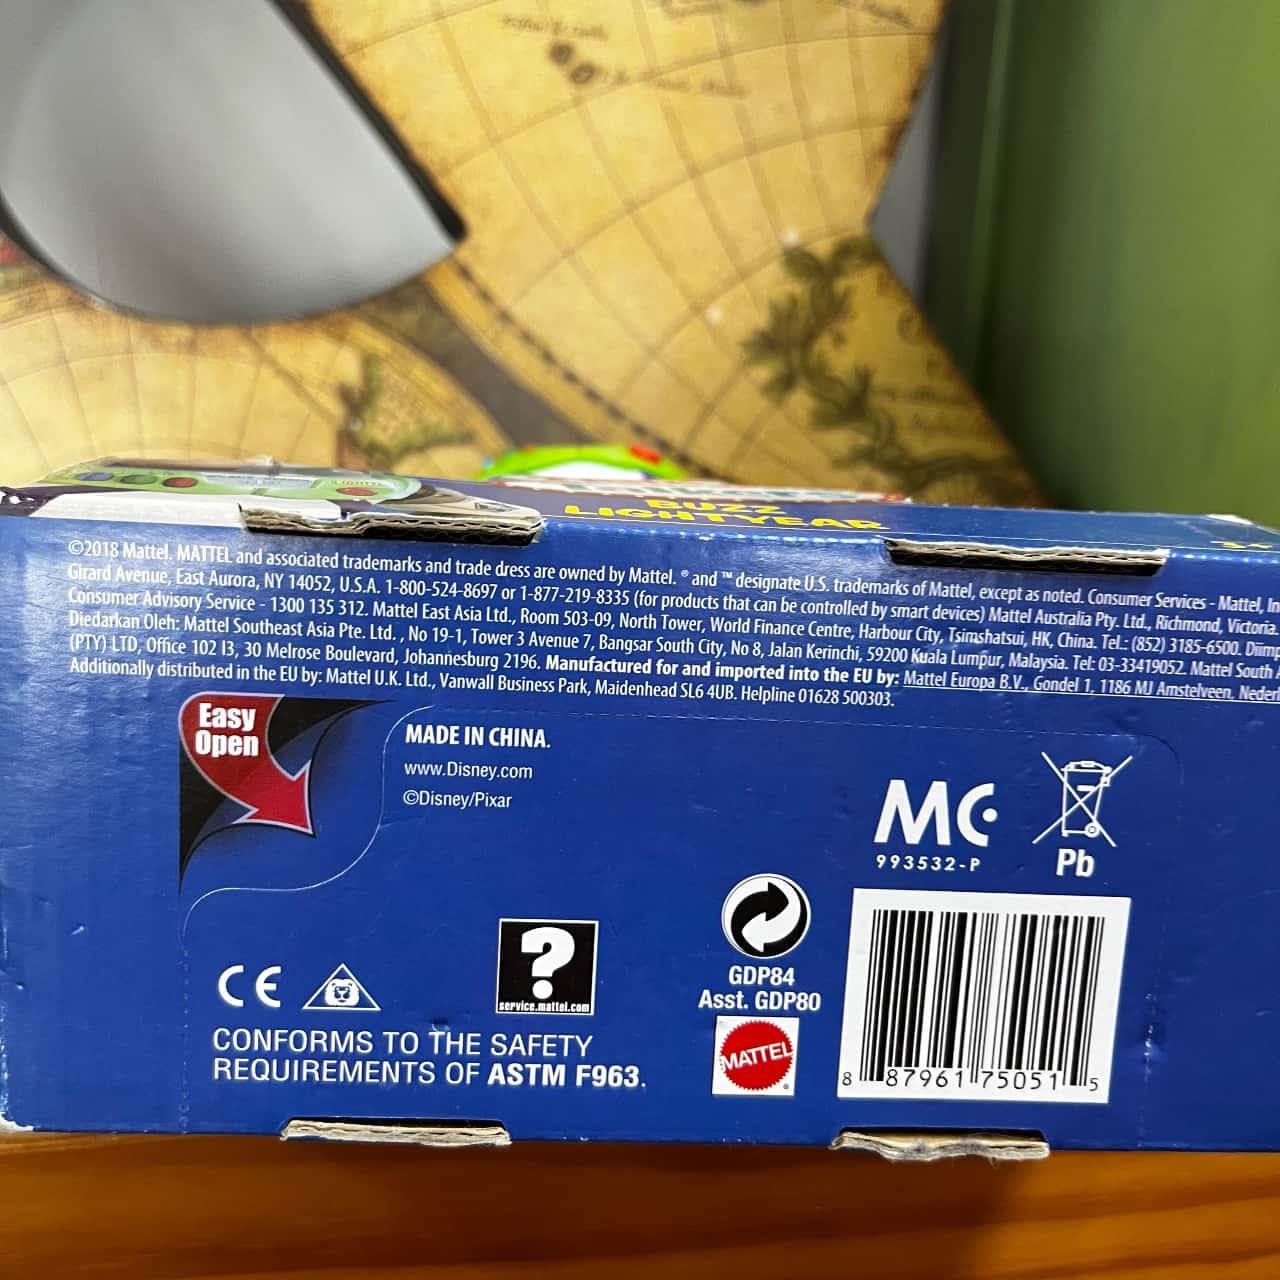 BUZZ
LIGHTYEAR
3+
©2018 Mattel. MATTEL and associated trademarks and trade dress are owned by Mattel. ® and ™ designate U.S. trademarks of Mattel, except as noted. Consumer Services - Mattel, In
Girard Avenue, East Aurora, NY 14052, U.S.A. 1-800-524-8697 or 1-877-219-8335 (for products that can be controlled by smart devices) Mattel Australia Pty. Ltd., Richmond, Victoria.
Consumer Advisory Service - 1300 135 312. Mattel East Asia Ltd., Room 503-09, North Tower, World Finance Centre, Harbour City, Tsimshatsui, HK, China. Tel.: (852) 3185-6500. Diimp
Diedarkan Oleh: Mattel Southeast Asia Pte. Ltd. , No 19-1, Tower 3 Avenue 7, Bangsar South City, No 8, Jalan Kerinchi, 59200 Kuala Lumpur, Malaysia. Tel: 03-33419052. Mattel South A
(PTY) LTD, Office 102 I3, 30 Melrose Boulevard, Johannesburg 2196. Manufactured for and imported into the EU by: Mattel Europa B.V., Gondel 1, 1186 MJ Amstelveen, Nederl
Additionally distributed in the EU by: Mattel U.K. Ltd., Vanwall Business Park, Maidenhead SL6 4UB. Helpline 01628 500303.
Easy
Open
MADE IN CHINA.
www.Disney.com
©Disney/Pixar
MC
993532-P
Pb
GDP84
Asst. GDP80
MATTEL
®
?
service.mattel.com
CE
CONFORMS TO THE SAFETY
REQUIREMENTS OF ASTM F963.
8 87961 75051 5